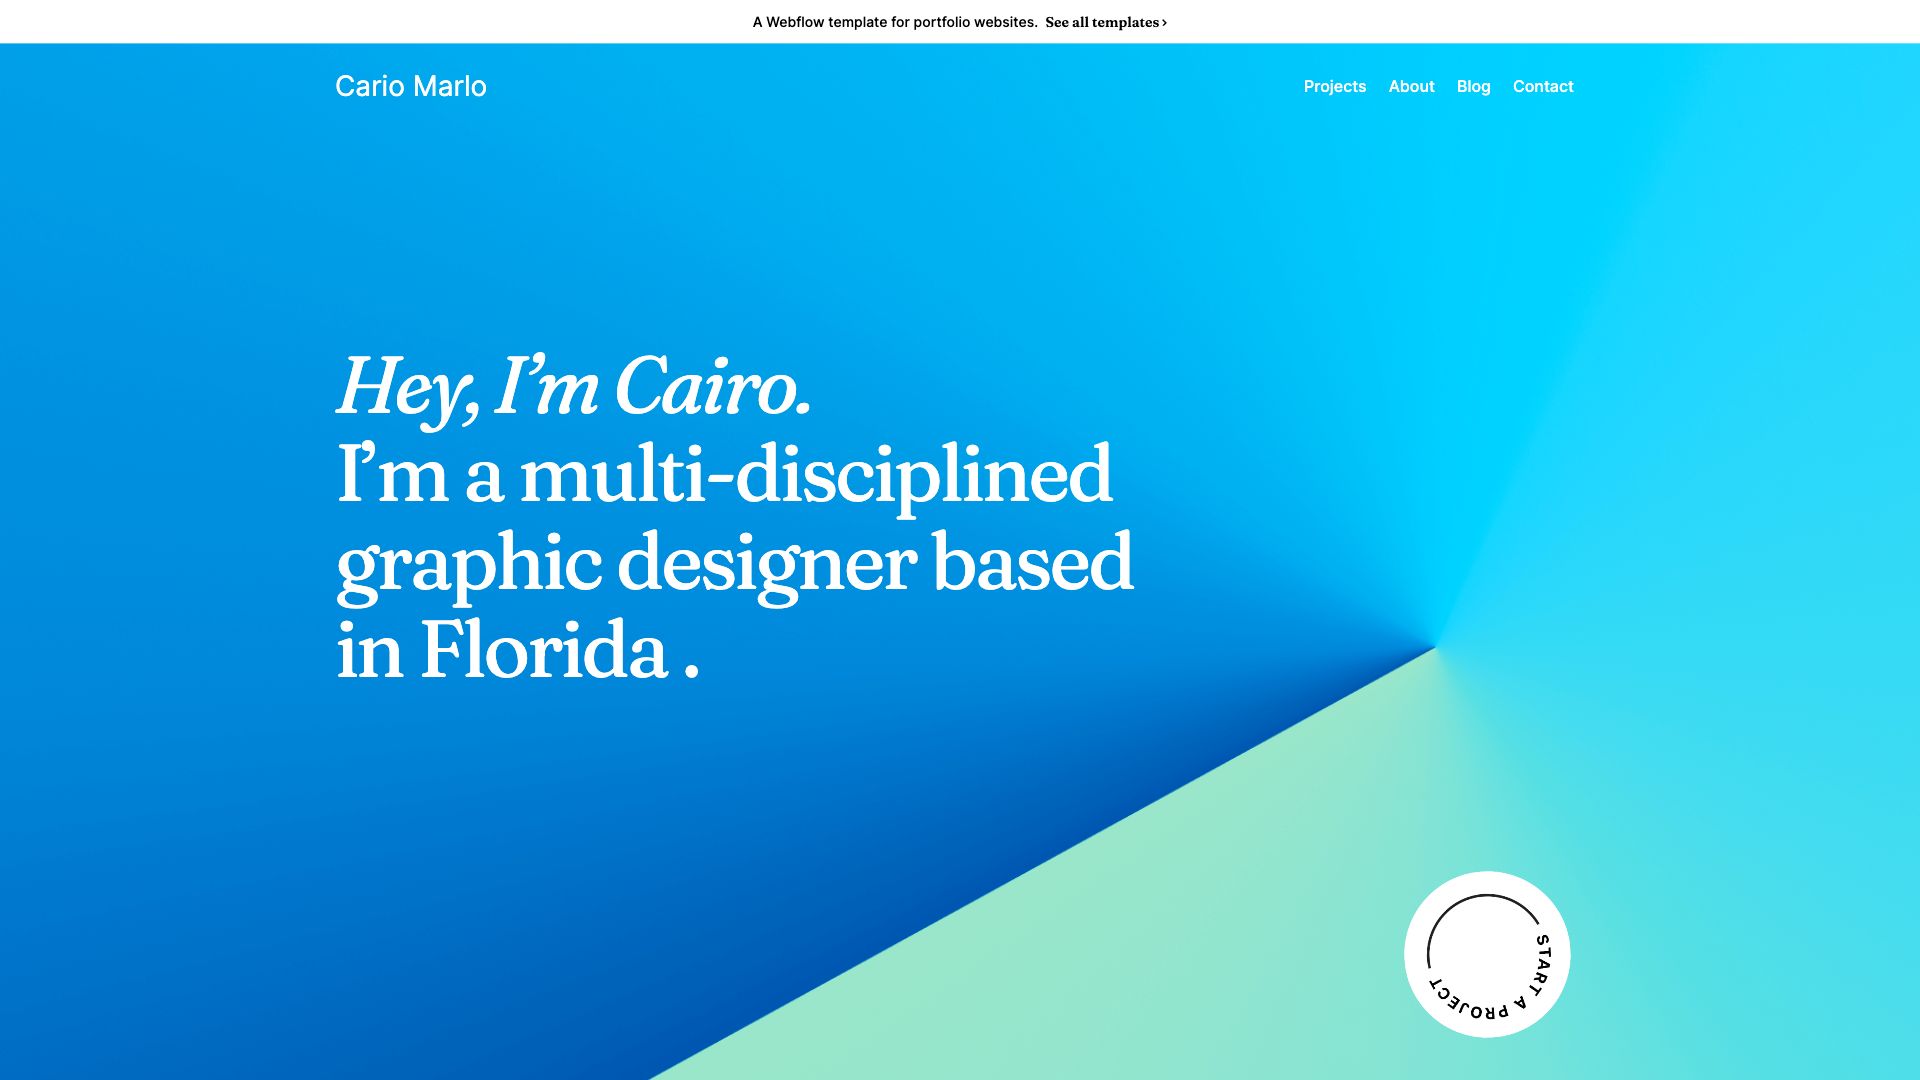 A Webflow template for portfolio websites. See all templates ›
Cario Marlo
Projects About Blog Contact
Hey, I’m Cairo.
I’m a multi-disciplined
graphic designer based
in Florida .
START A PROJECT